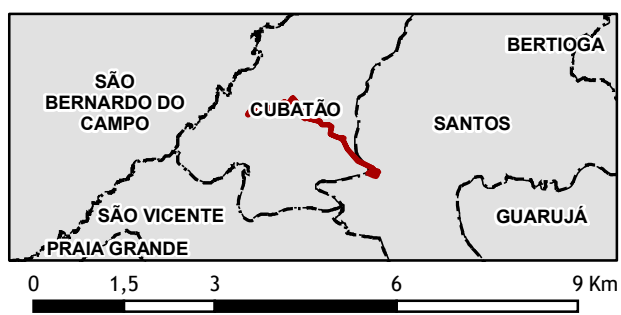 BERTIOGA
SÃO
BERNARDO DO
CAMPO
CUBATÃO
SANTOS
SÃO VICENTE
GUARUJÁ
PRAIA GRANDE
0 1,5 3 6 9 Km